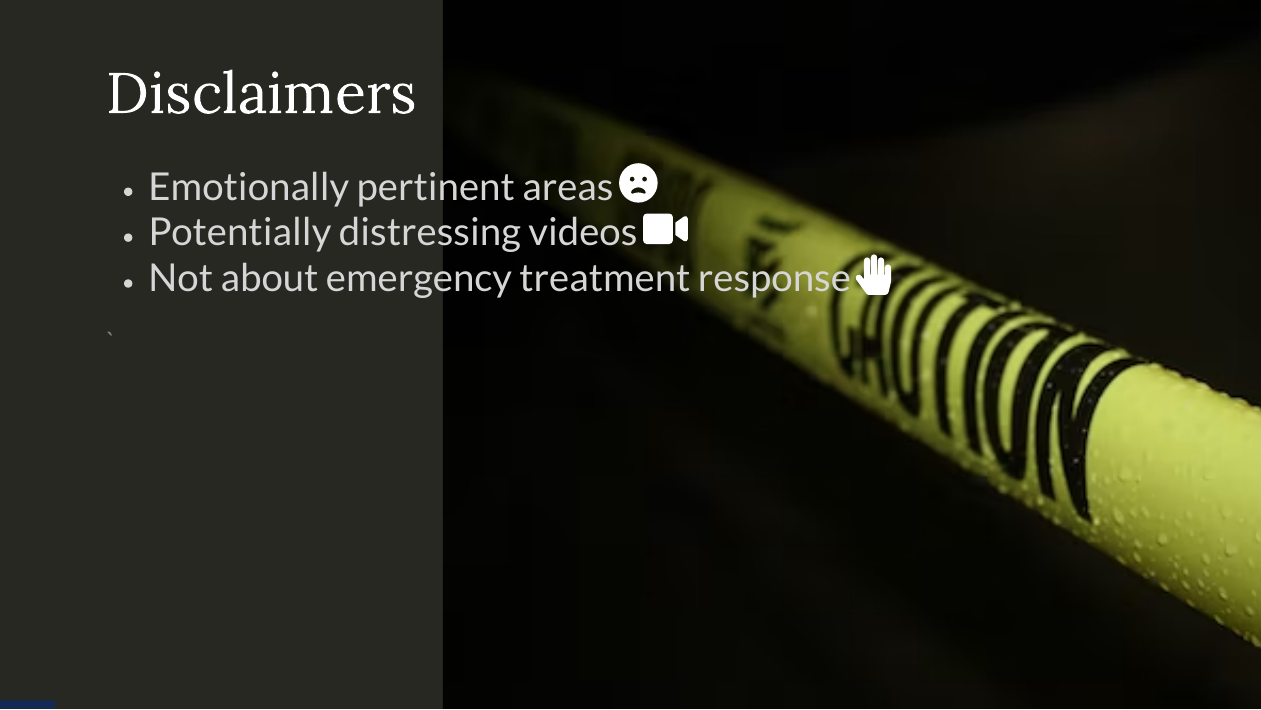 Disclaimers
• Emotionally pertinent areas
• Potentially distressing videos
• Not about emergency treatment response
`
CAUTION